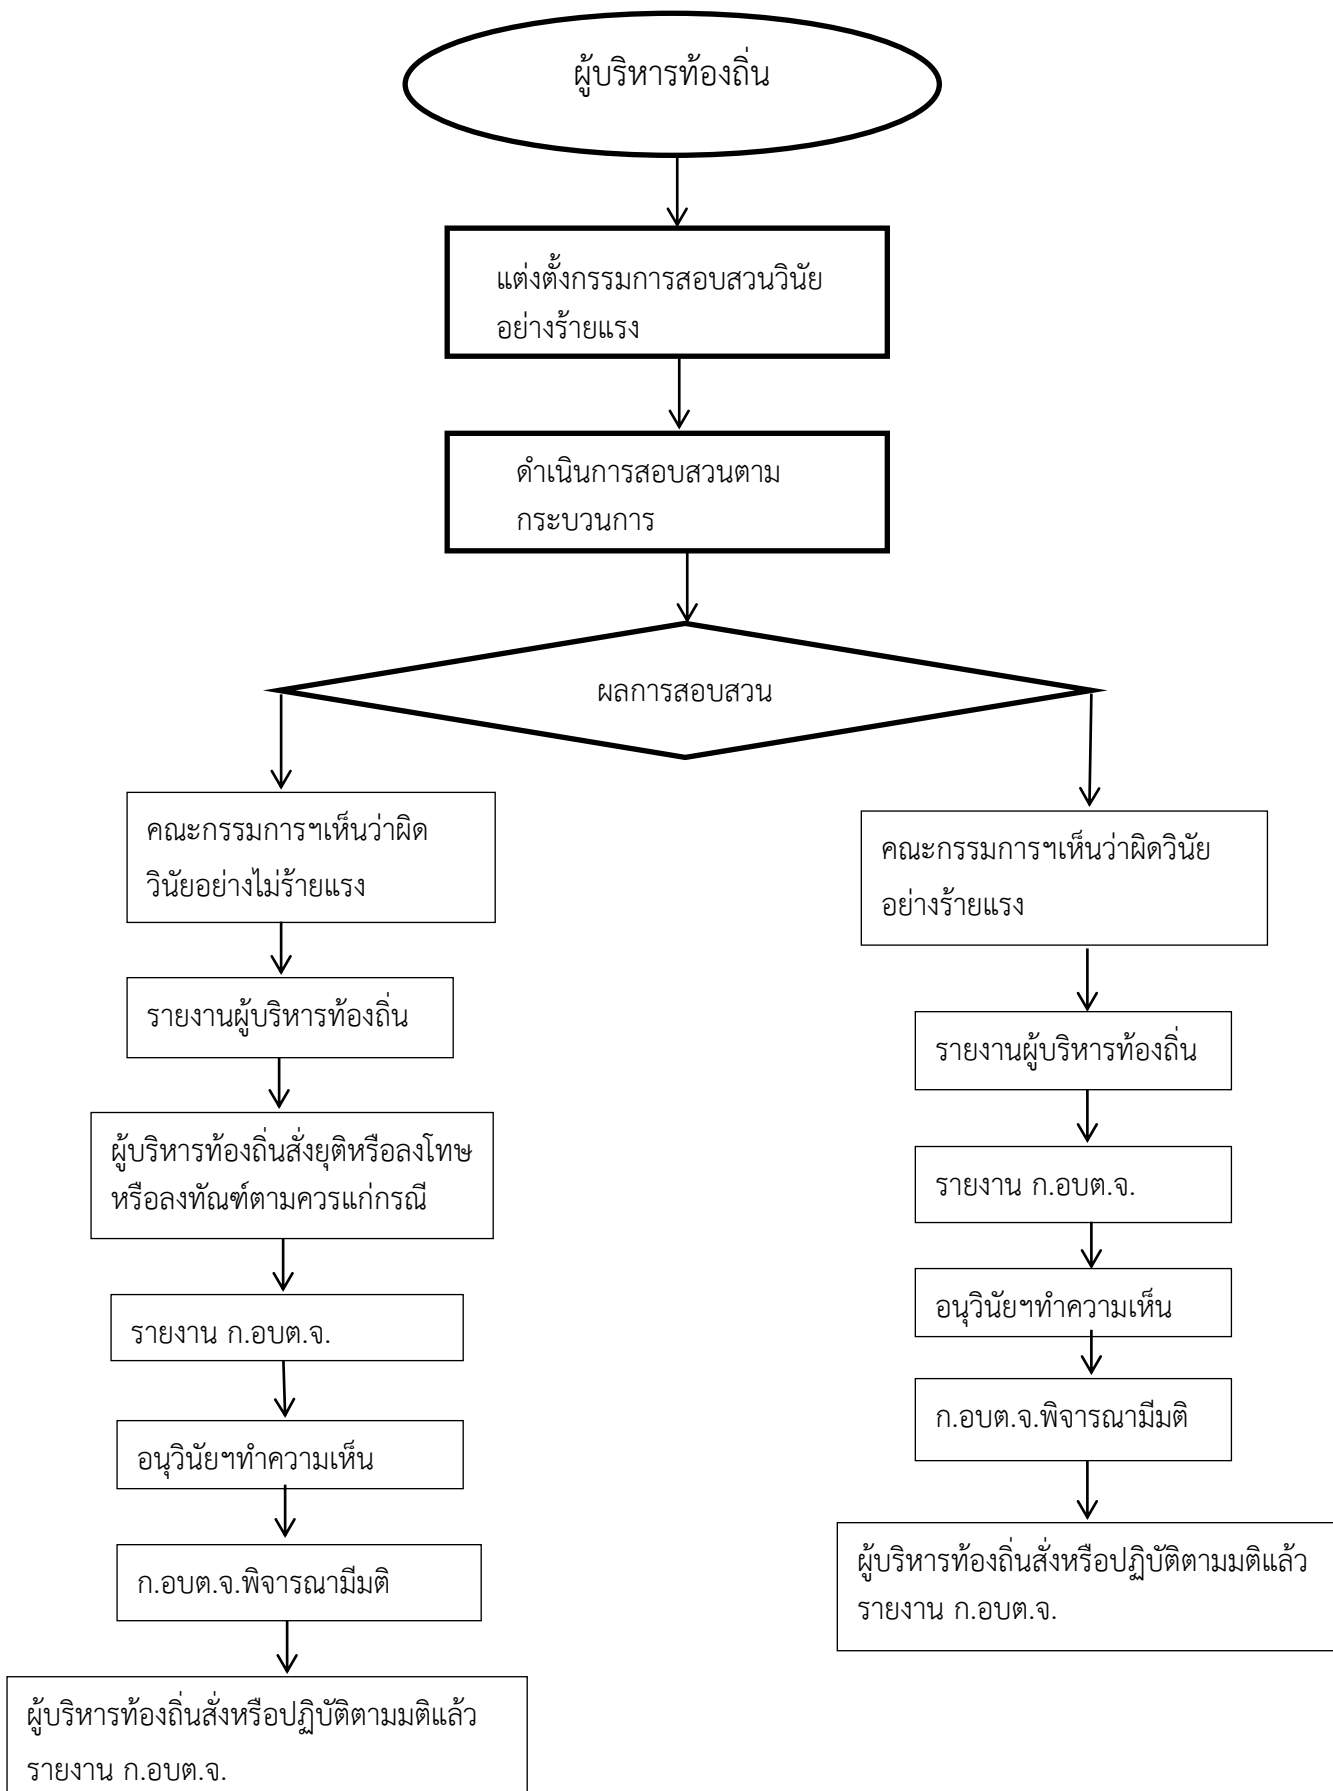 ผู้บริหารท้องถิ่น
แต่งตั้งกรรมการสอบสวนวินัย
อย่างร้ายแรง
ดำเนินการสอบสวนตาม
กระบวนการ
ผลการสอบสวน
คณะกรรมการฯเห็นว่าผิด
วินัยอย่างไม่ร้ายแรง
รายงานผู้บริหารท้องถิ่น
ผู้บริหารท้องถิ่นสั่งยุติหรือลงโทษ
หรือลงทัณฑ์ตามควรแก่กรณี
รายงาน ก.อบต.จ.
อนุวินัยฯทำความเห็น
ก.อบต.จ.พิจารณามีมติ
ผู้บริหารท้องถิ่นสั่งหรือปฏิบัติตามมติแล้ว
รายงาน ก.อบต.จ.
คณะกรรมการฯเห็นว่าผิดวินัย
อย่างร้ายแรง
รายงานผู้บริหารท้องถิ่น
รายงาน ก.อบต.จ.
อนุวินัยฯทำความเห็น
ก.อบต.จ.พิจารณามีมติ
ผู้บริหารท้องถิ่นสั่งหรือปฏิบัติตามมติแล้ว
รายงาน ก.อบต.จ.